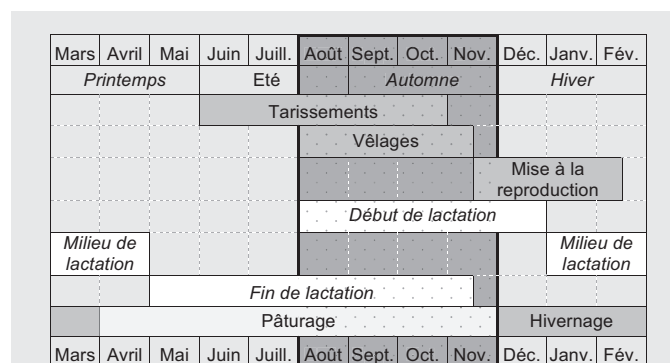 Mars Avril Mai Juin Juill. Août Sept. Oct. Nov. Déc. Janv. Fév.
Printemps Eté Automne Hiver
Tarissements
Vêlages
Mise à la
reproduction
Début de lactation
Milieu de
lactation
Milieu de
lactation
Fin de lactation
Pâturage Hivernage
Mars Avril Mai Juin Juill. Août Sept. Oct. Nov. Déc. Janv. Fév.